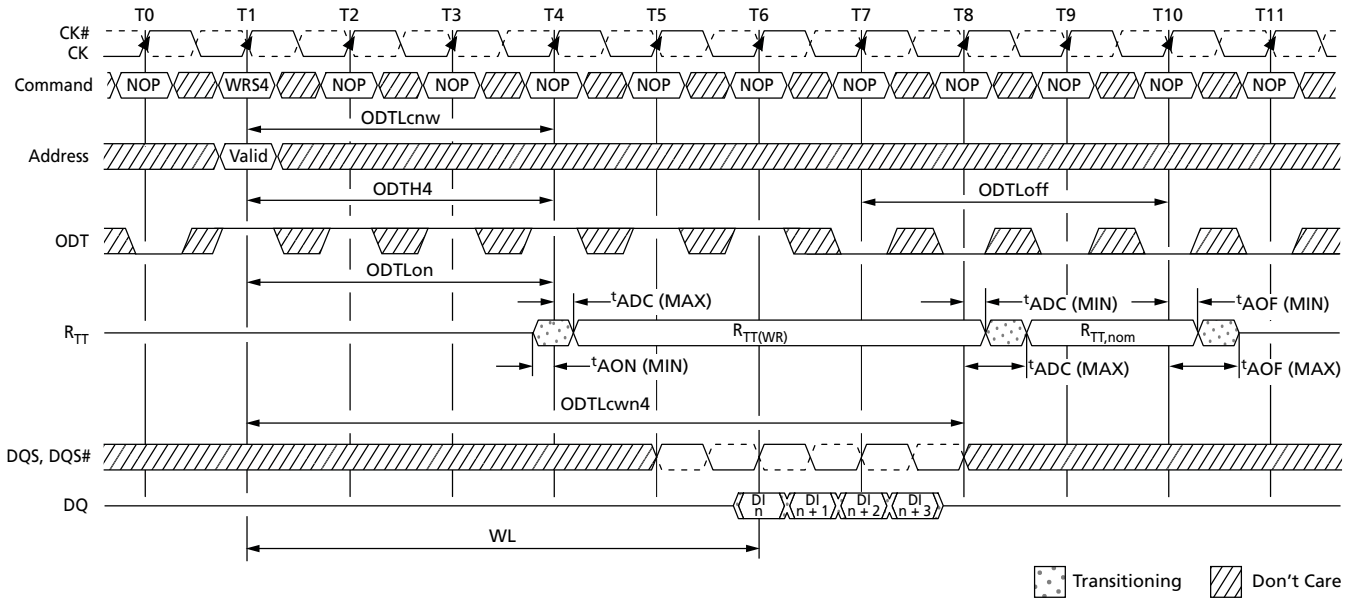 T0 T1 T2 T3 T4 T5 T6 T7 T8 T9 T10 T11
CK#
CK
Command NOP WRS4 NOP NOP NOP NOP NOP NOP NOP NOP NOP NOP
ODTLcnw
Address Valid
ODTH4 ODTLoff
ODT
ODTLon
tADC (MAX) tADC (MIN) tAOF (MIN)
RTT RTT(WR) RTT,nom
tAON (MIN) tADC (MAX) tAOF (MAX)
ODTLcwn4
DQS, DQS#
DQ DI n DI n + 1 DI n + 2 DI n + 3
WL
Transitioning Don't Care